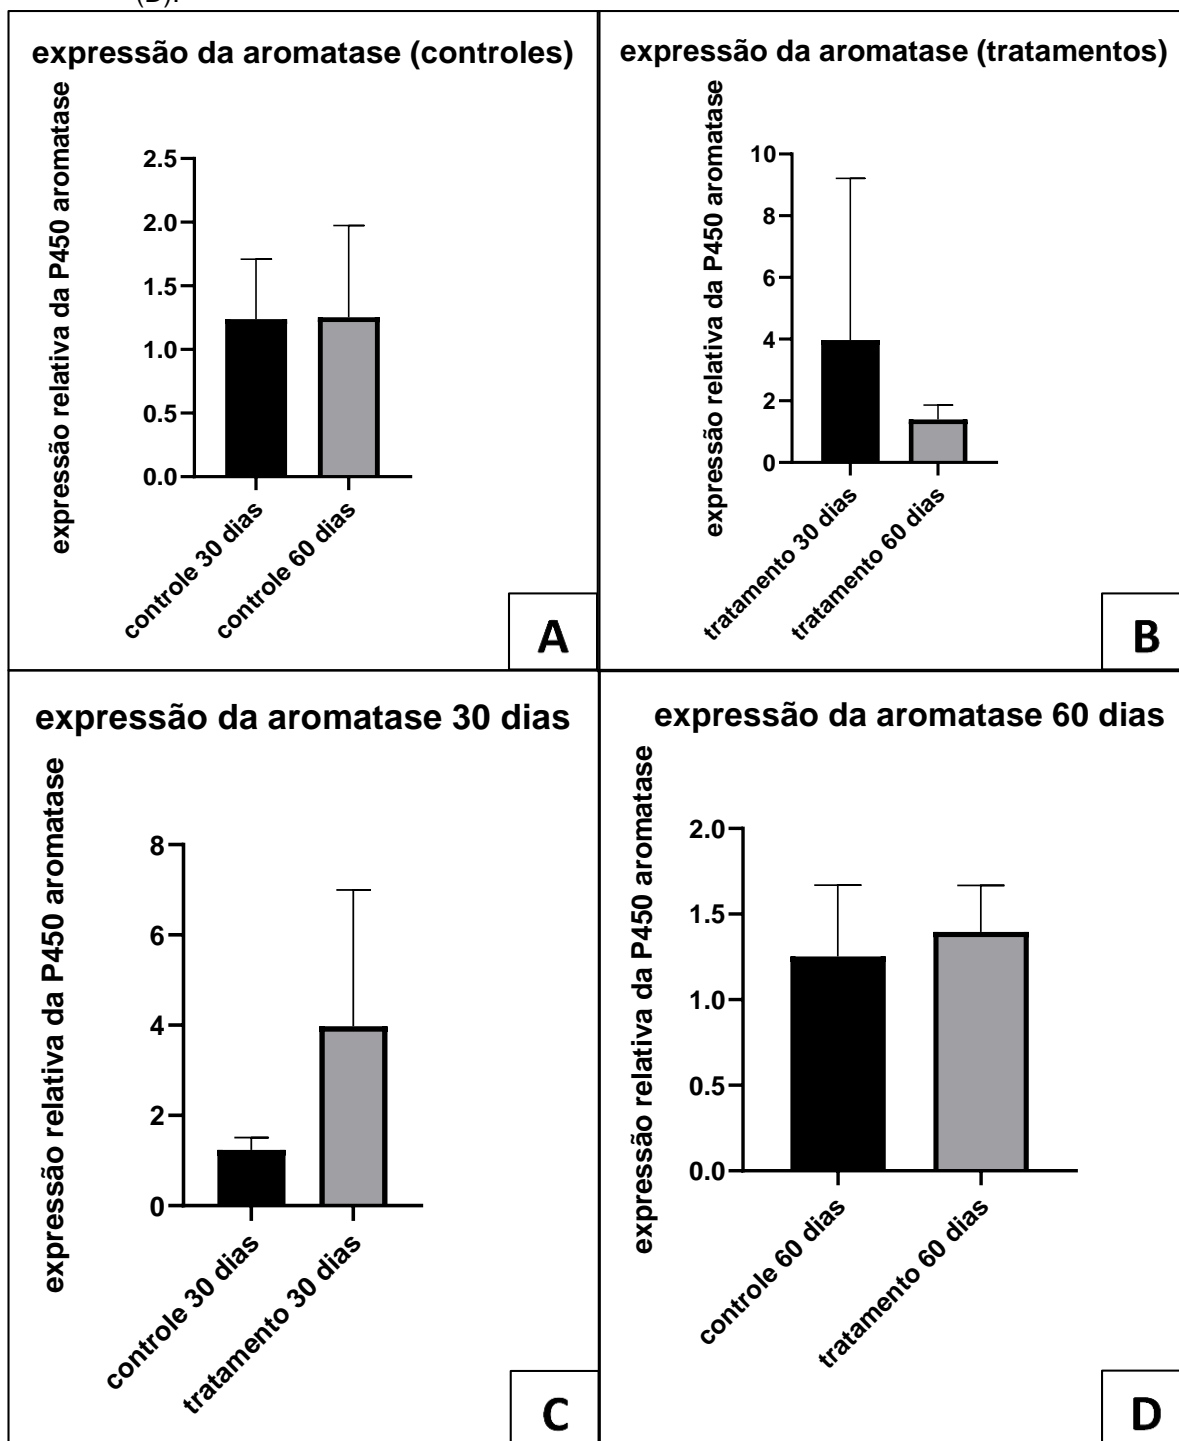 (B).
expressão da aromatase (controles)
expressão relativa da P450 aromatase
2.5
2.0
1.5
1.0
0.5
0.0
controle 30 dias
controle 60 dias
A
expressão da aromatase (tratamentos)
expressão relativa da P450 aromatase
10
8
6
4
2
0
tratamento 30 dias
tratamento 60 dias
B
expressão da aromatase 30 dias
expressão relativa da P450 aromatase
8
6
4
2
0
controle 30 dias
tratamento 30 dias
C
expressão da aromatase 60 dias
expressão relativa da P450 aromatase
2.0
1.5
1.0
0.5
0.0
controle 60 dias
tratamento 60 dias
D